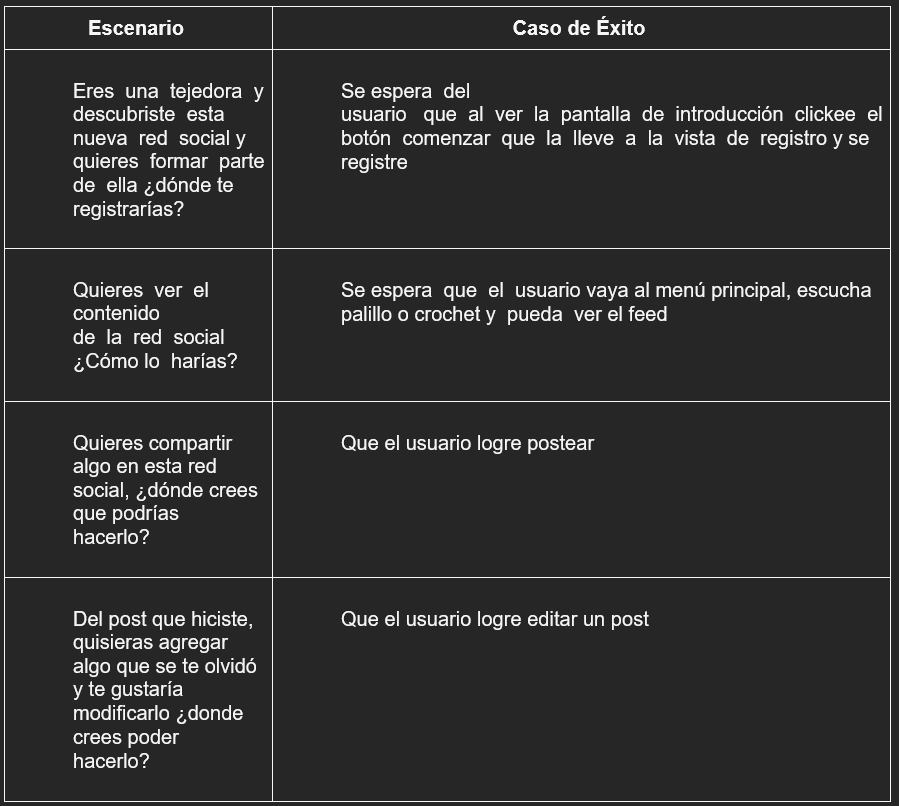 Escenario
Caso de Éxito
Eres una tejedora y
descubriste esta
nueva red social y
quieres formar parte
de ella ¿dónde te
registrarías?
Se espera del
usuario que al ver la pantalla de introducción clickee el
botón comenzar que la lleve a la vista de registro y se
registre
Quieres ver el
contenido
de la red social
¿Cómo lo harías?
Se espera que el usuario vaya al menú principal, escucha
palillo o crochet y pueda ver el feed
Quieres compartir
algo en esta red
social, ¿dónde crees
que podrías
hacerlo?
Que el usuario logre postear
Del post que hiciste,
quisieras agregar
algo que se te olvidó
y te gustaría
modificarlo ¿donde
crees poder
hacerlo?
Que el usuario logre editar un post